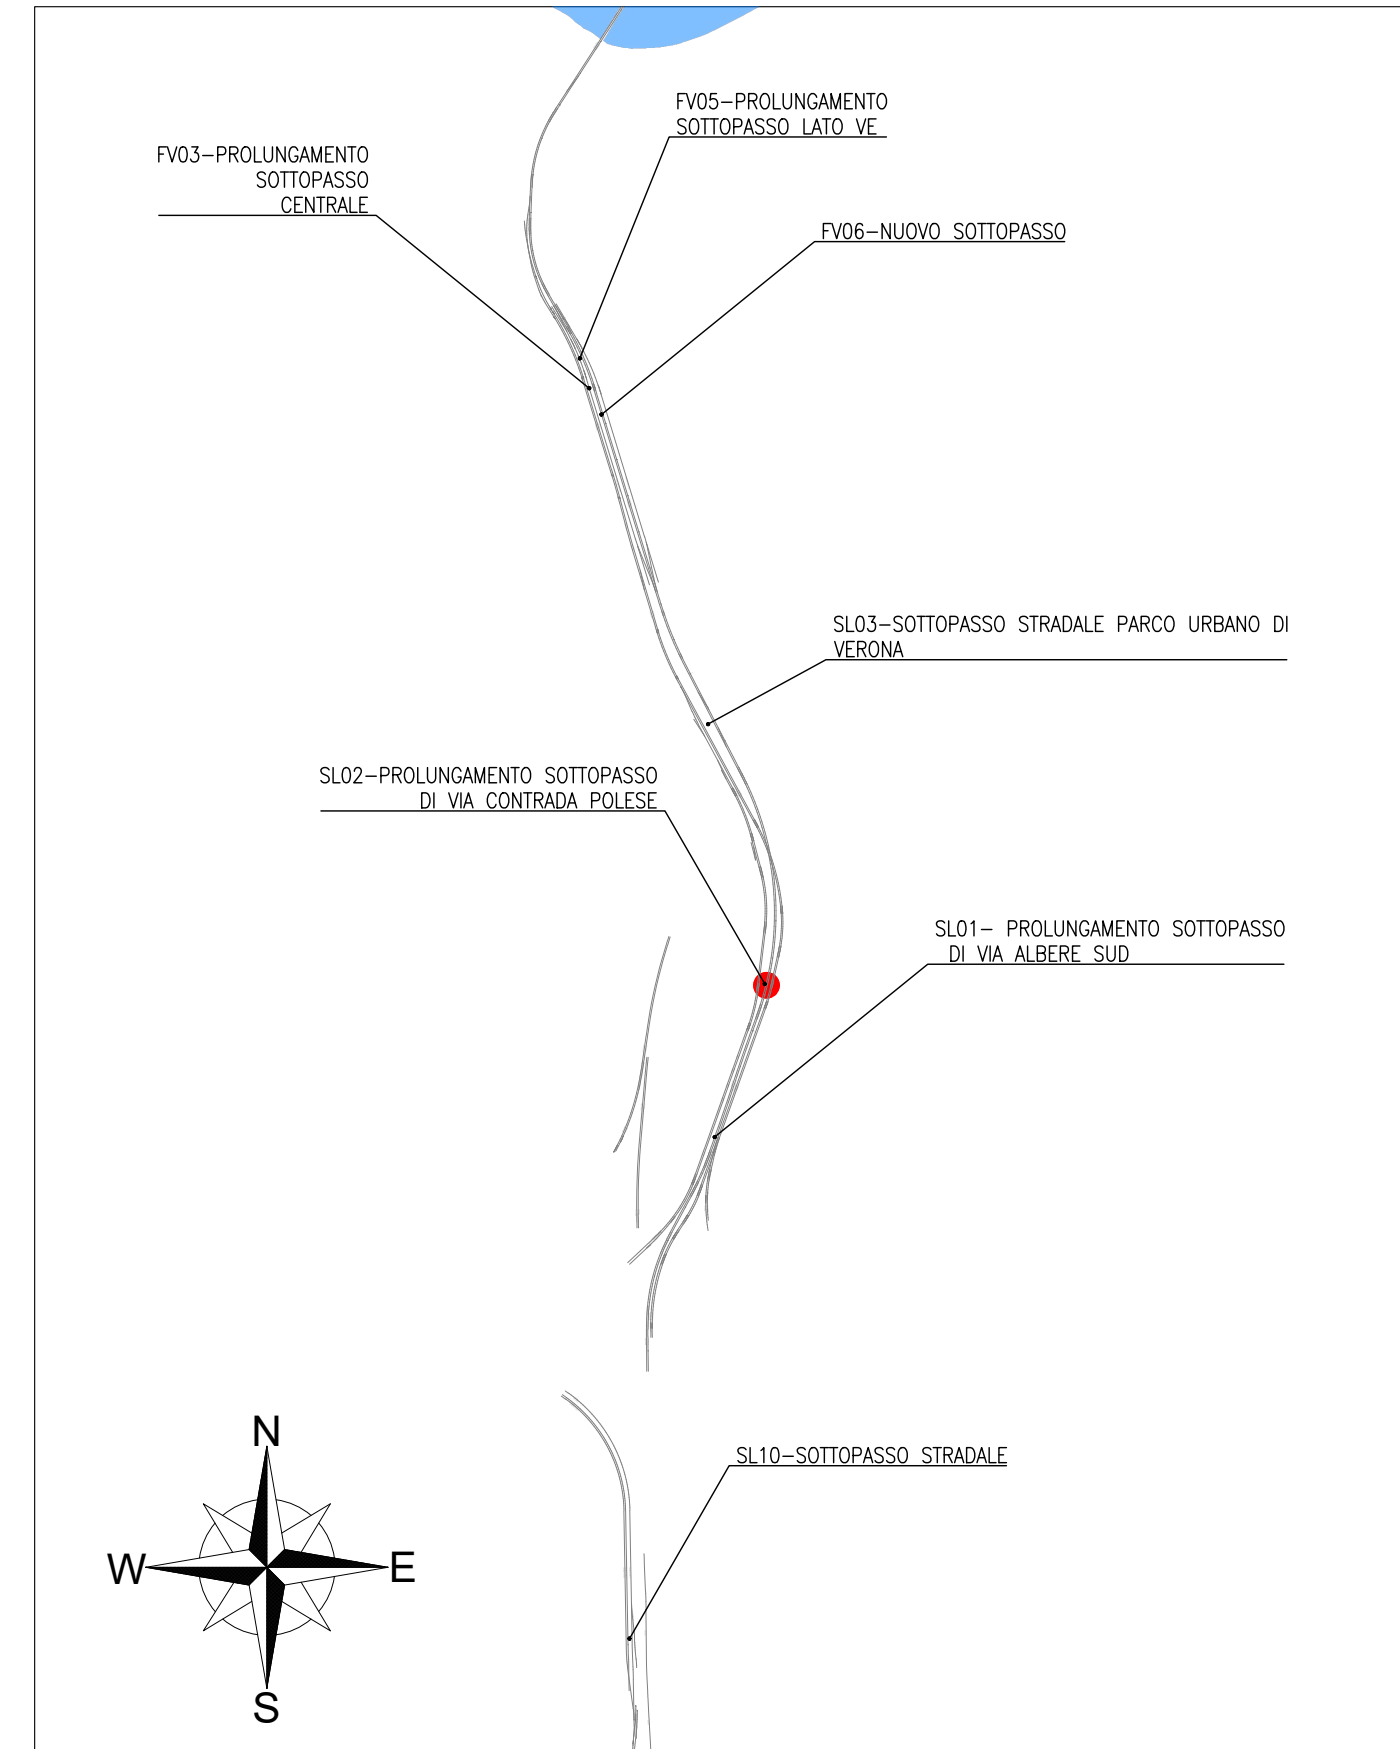 FV05-PROLUNGAMENTO
SOTTOPASSO LATO VE
FV03-PROLUNGAMENTO
SOTTOPASSO
CENTRALE
FV06-NUOVO SOTTOPASSO
SL03-SOTTOPASSO STRADALE PARCO URBANO DI
VERONA
SL02-PROLUNGAMENTO SOTTOPASSO
DI VIA CONTRADA POLESE
SL01- PROLUNGAMENTO SOTTOPASSO
DI VIA ALBERE SUD
SL10-SOTTOPASSO STRADALE
N
W E
S